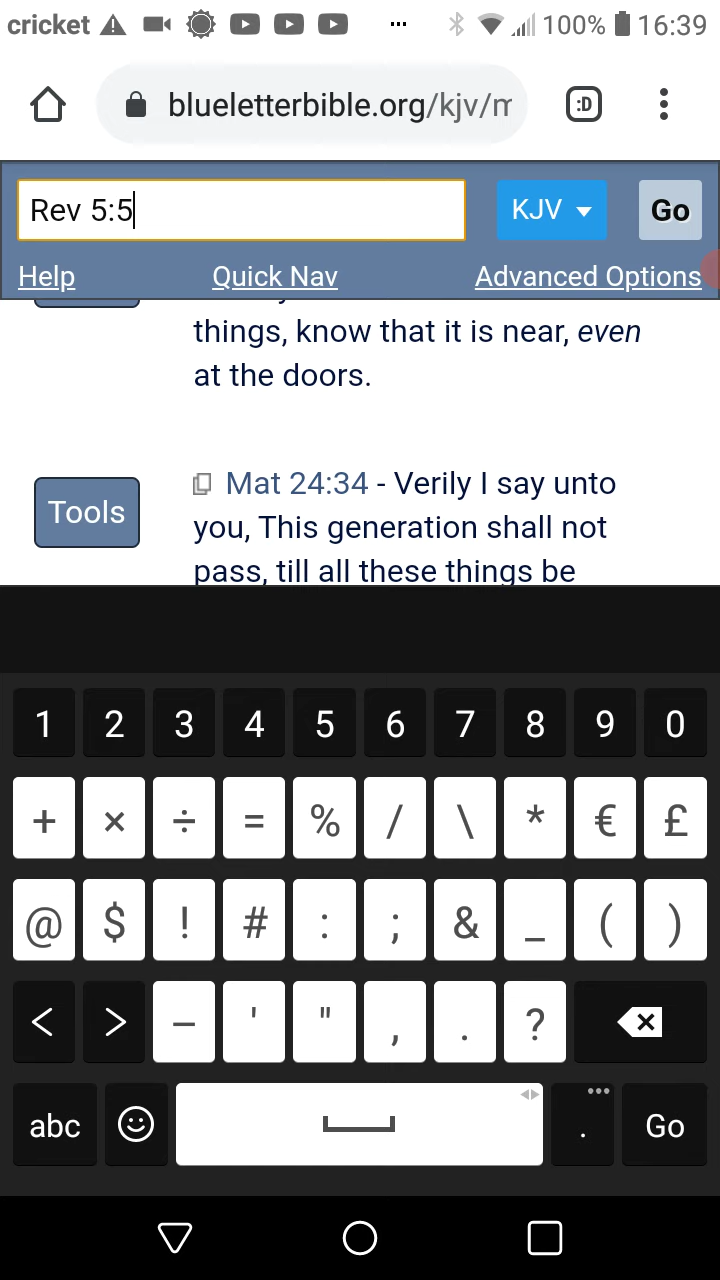 cricket 100% 16:39
blueletterbible.org/kjv/m :D
Rev 5:5 KJV Go
Help Quick Nav Advanced Options
things, know that it is near, even
at the doors.
Tools
Mat 24:34 - Verily I say unto
you, This generation shall not
pass, till all these things be
1 2 3 4 5 6 7 8 9 0
+ × ÷ = % / \ * € £
@ $ ! # : ; & _ ( )
< > – ' " , . ?
abc . Go